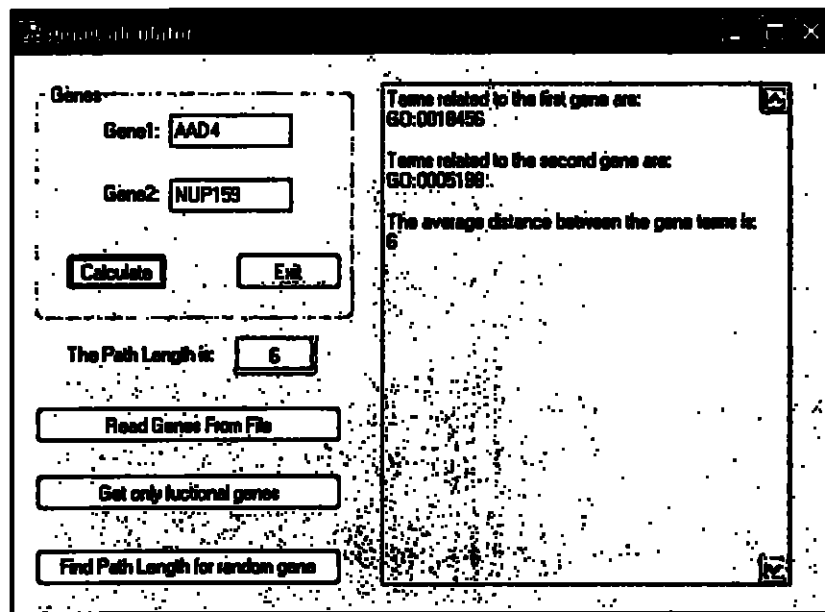 Genes
Gene1: AAD4
Gene2: NUP159
Calculate
Exit
The Path Length is: 6
Read Genes From File
Get only fuctional genes
Find Path Length for random gene
Terms related to the first gene are:
GO:0018456
Terms related to the second gene are:
GO:0005198
The average distance between the gene terms is:
6